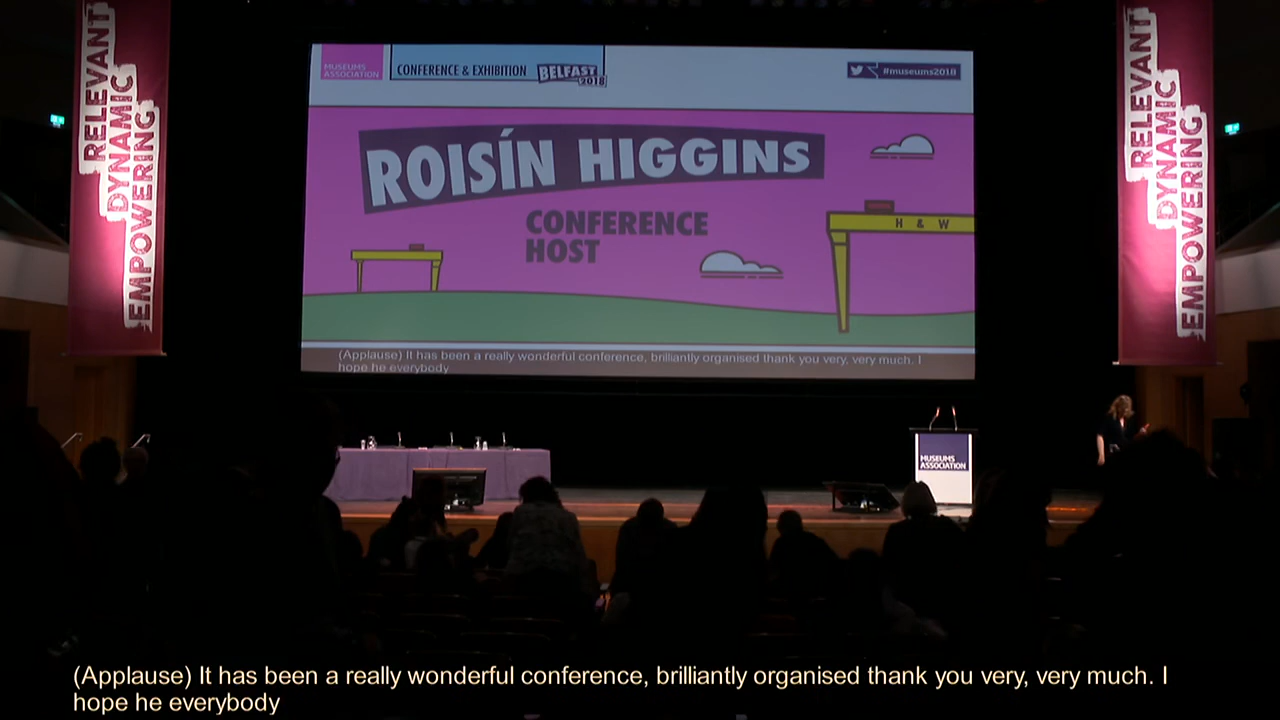 RELEVANT
DYNAMIC
EMPOWERING
MUSEUMS
ASSOCIATION
CONFERENCE & EXHIBITION
BELFAST
2018
#museums2018
ROISÍN HIGGINS
CONFERENCE
HOST
H & W
(Applause) It has been a really wonderful conference, brilliantly organised thank you very, very much. I
hope he everybody
RELEVANT
DYNAMIC
EMPOWERING
MUSEUMS
ASSOCIATION
(Applause) It has been a really wonderful conference, brilliantly organised thank you very, very much. I
hope he everybody